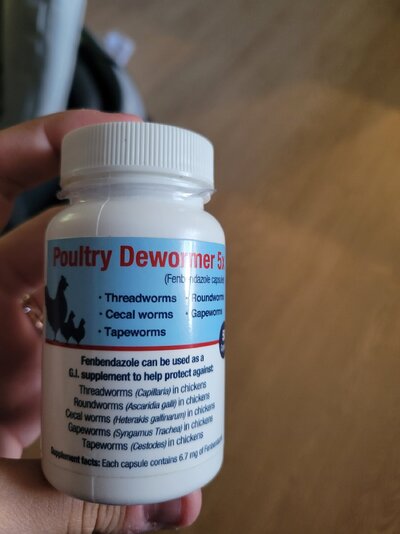 Poultry Dewormer 5x
(Fenbendazole capsules)
• Threadworms • Roundworms
• Cecal worms • Gapeworms
• Tapeworms
Fenbendazole can be used as a
G.I. supplement to help protect against:
Threadworms (Capillaria) in chickens
Roundworms (Ascaridia galli) in chickens
Cecal worms (Heterakis gallinarum) in chickens
Gapeworms (Syngamus Trachea) in chickens
Tapeworms (Cestodes) in chickens
Supplement facts: Each capsule contains 6.7 mg of Fenbendazole